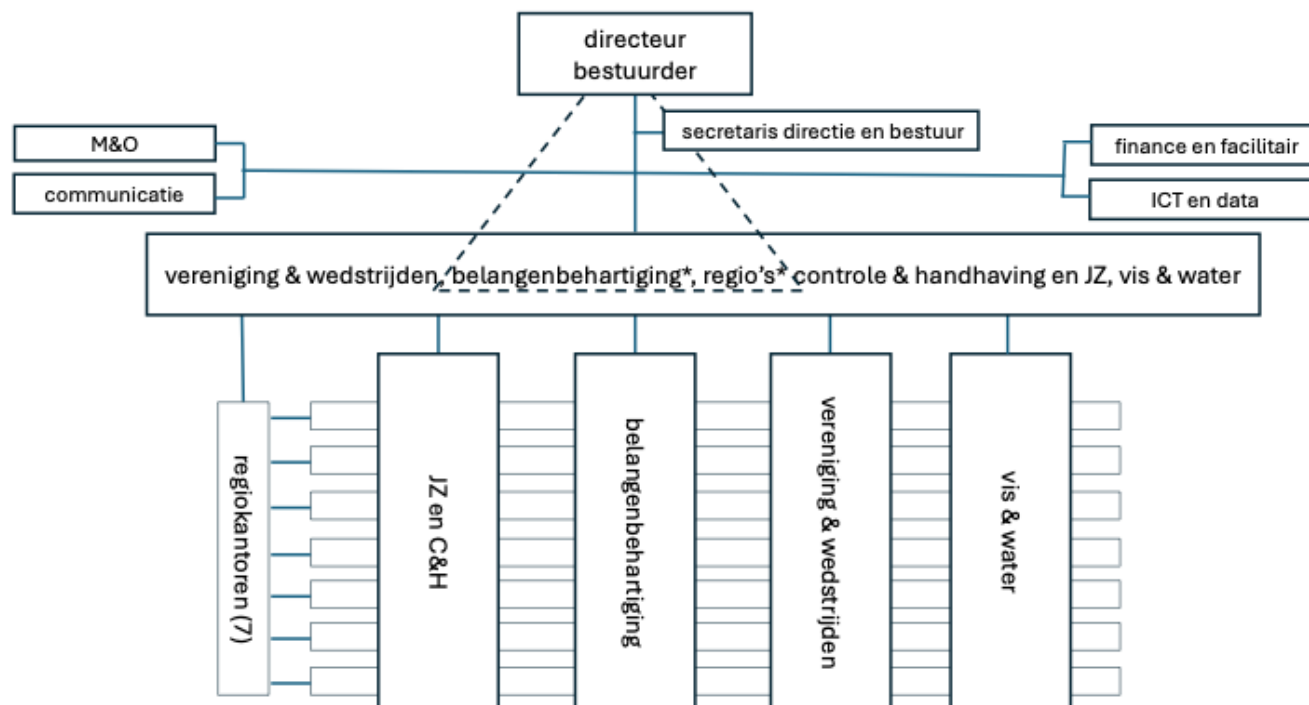 directeur
bestuurder
secretaris directie en bestuur
M&O
communicatie
finance en facilitair
ICT en data
vereniging & wedstrijden, belangenbehartiging*, regio's* controle & handhaving en JZ, vis & water
regiokantoren (7)
JZ en C&H
belangenbehartiging
vereniging & wedstrijden
vis & water